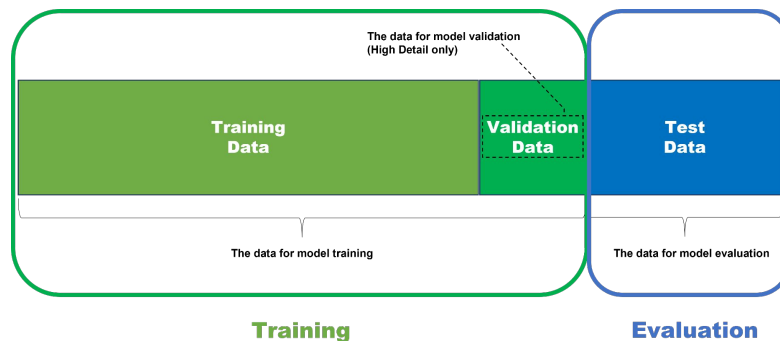 The data for model validation
(High Detail only)
Training
Data
Validation
Data
Test
Data
The data for model training
The data for model evaluation
Training
Evaluation